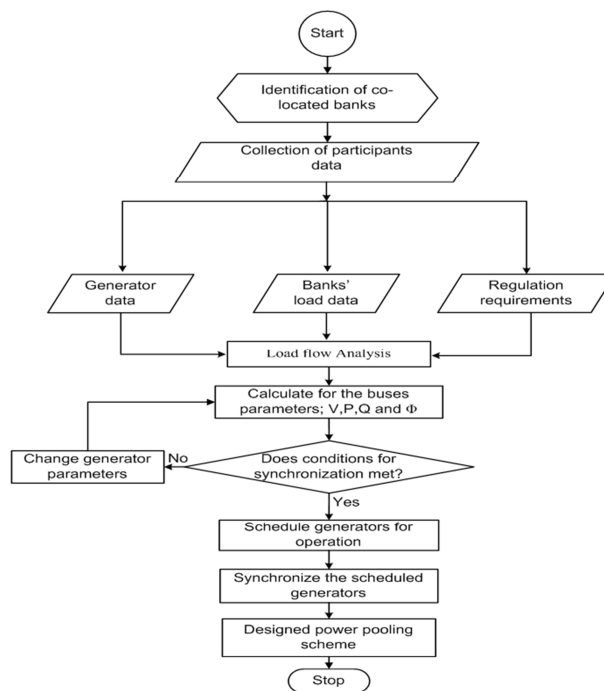 Start
Identification of co-
located banks
Collection of participants
data
Generator
data
Banks'
load data
Regulation
requirements
Load flow Analysis
Calculate for the buses
parameters; V,P,Q and Φ
Change generator
parameters
No
Does conditions for
synchronization met?
Yes
Schedule generators for
operation
Synchronize the scheduled
generators
Designed power pooling
scheme
Stop